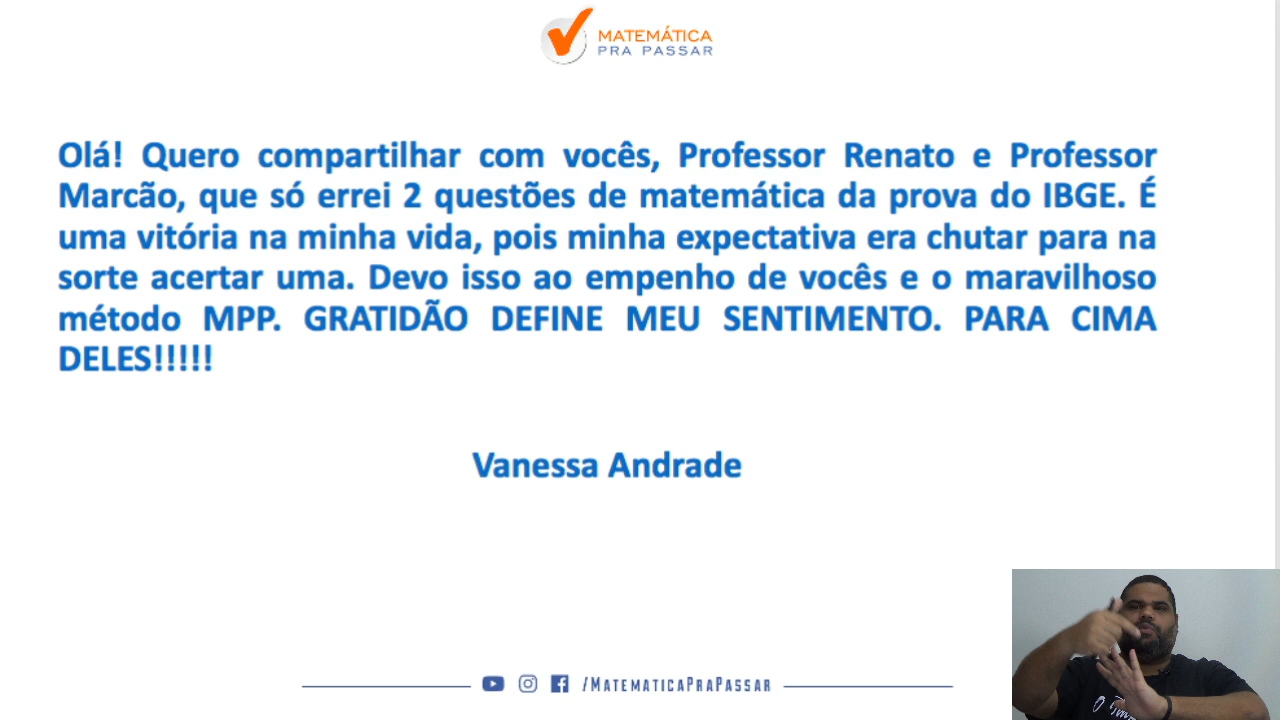 MATEMÁTICA
PRA PASSAR
Olá! Quero compartilhar com vocês, Professor Renato e Professor
Marcão, que só errei 2 questões de matemática da prova do IBGE. É
uma vitória na minha vida, pois minha expectativa era chutar para na
sorte acertar uma. Devo isso ao empenho de vocês e o maravilhoso
método MPP. GRATIDÃO DEFINE MEU SENTIMENTO. PARA CIMA
DELES!!!!!
Vanessa Andrade
/MATEMATICAPRAPASSAR